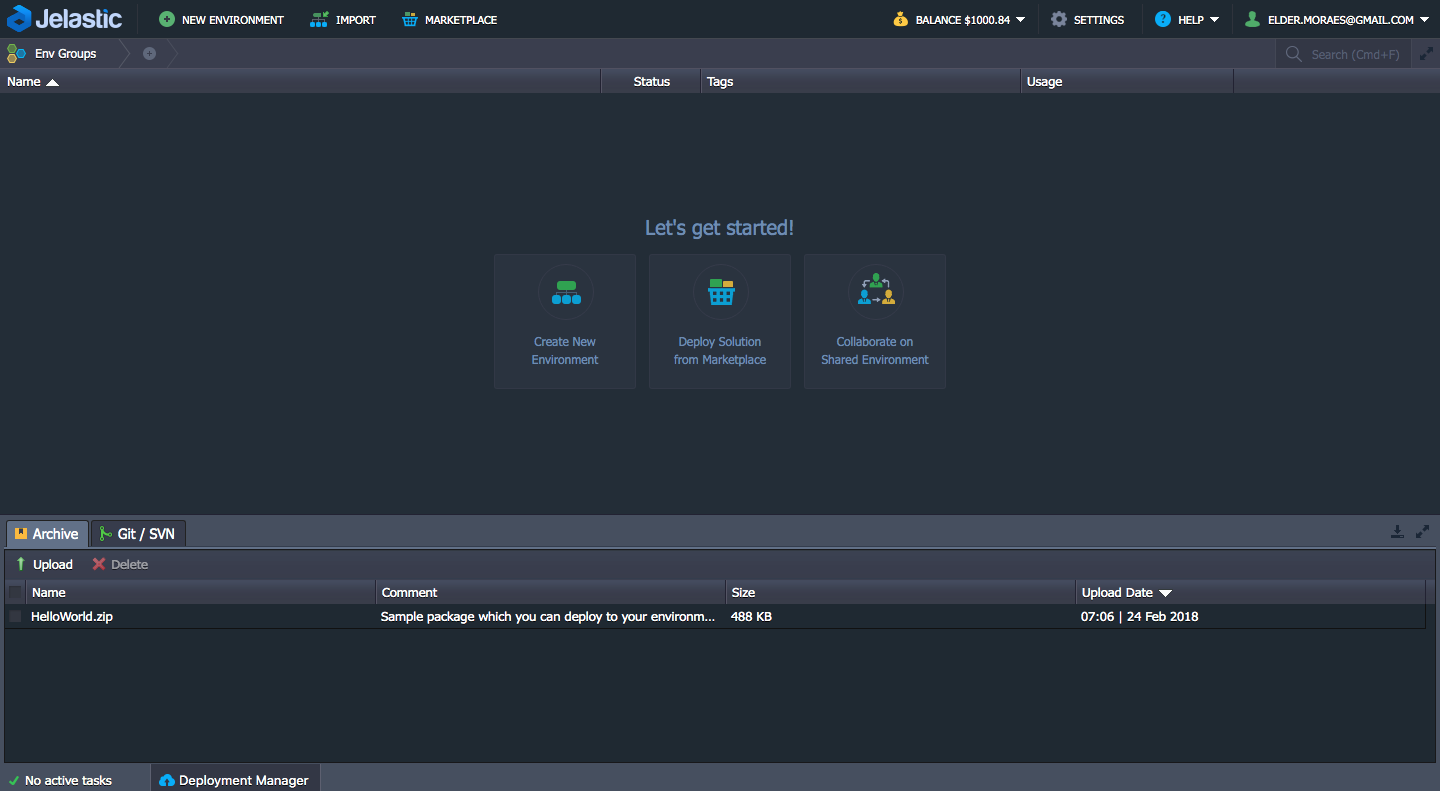 Jelastic NEW ENVIRONMENT IMPORT MARKETPLACE BALANCE $1000.84 SETTINGS HELP ELDER.MORAES@GMAIL.COM
Env Groups Search (Cmd+F)
Name Status Tags Usage
Let's get started!
Create New
Environment
Deploy Solution
from Marketplace
Collaborate on
Shared Environment
Archive Git / SVN
Upload Delete
Name Comment Size Upload Date
HelloWorld.zip Sample package which you can deploy to your environm... 488 KB 07:06 | 24 Feb 2018
No active tasks Deployment Manager